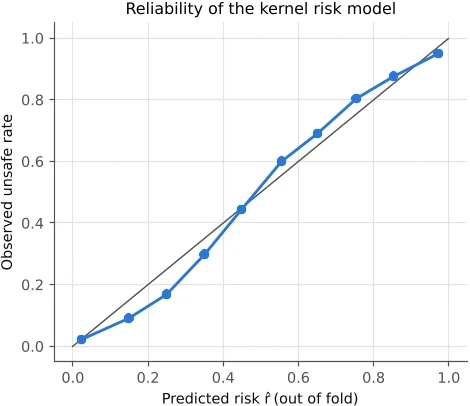 Reliability of the kernel risk model
1.0
0.8
0.6
0.4
0.2
0.0
Observed unsafe rate
0.0 0.2 0.4 0.6 0.8 1.0
Predicted risk r̂ (out of fold)